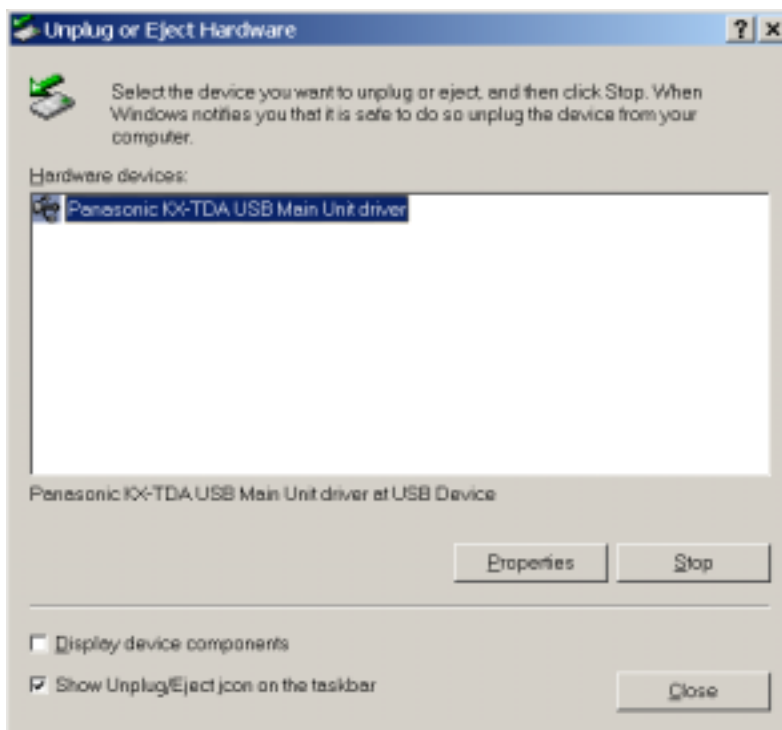 Unplug or Eject Hardware
Select the device you want to unplug or eject, and then click Stop. When
Windows notifies you that it is safe to do so unplug the device from your
computer.
Hardware devices:
Panasonic KX-TDA USB Main Unit driver
Panasonic KX-TDA USB Main Unit driver at USB Device
Properties
Stop
Display device components
Show Unplug/Eject icon on the taskbar
Close